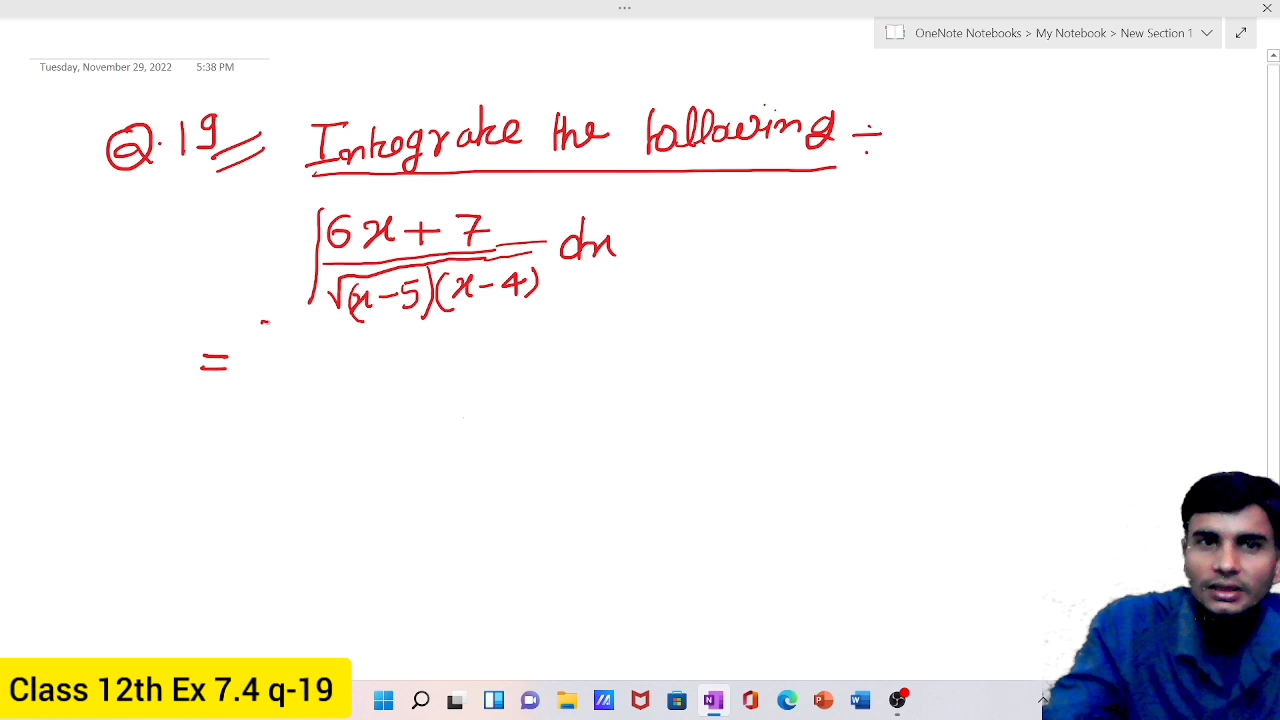 OneNote Notebooks > My Notebook > New Section 1
Tuesday, November 29, 2022 5:38 PM
Q.19 Integrate the following ÷
∫ 6x + 7 / √(x-5)(x-4) dx
=
Class 12th Ex 7.4 q-19